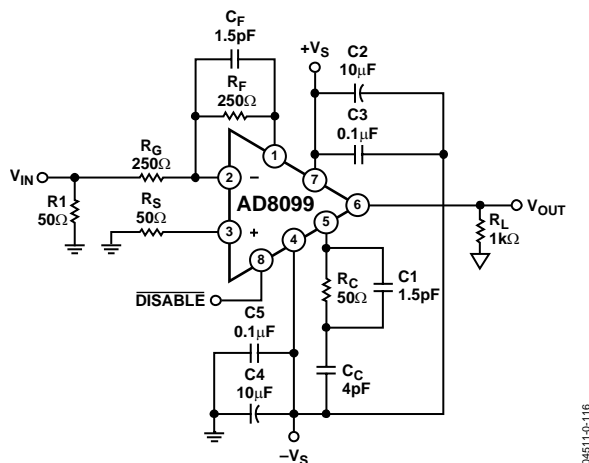 CF
1.5pF
+VS
C2
10µF
RF
250Ω
C3
0.1µF
RG
250Ω
1
VIN
2
–
7
R1
50Ω
RS
50Ω
AD8099
6
VOUT
3
+
5
RL
1kΩ
4
8
DISABLE
RC
50Ω
C1
1.5pF
C5
0.1µF
C4
10µF
CC
4pF
–VS
04511-0-116